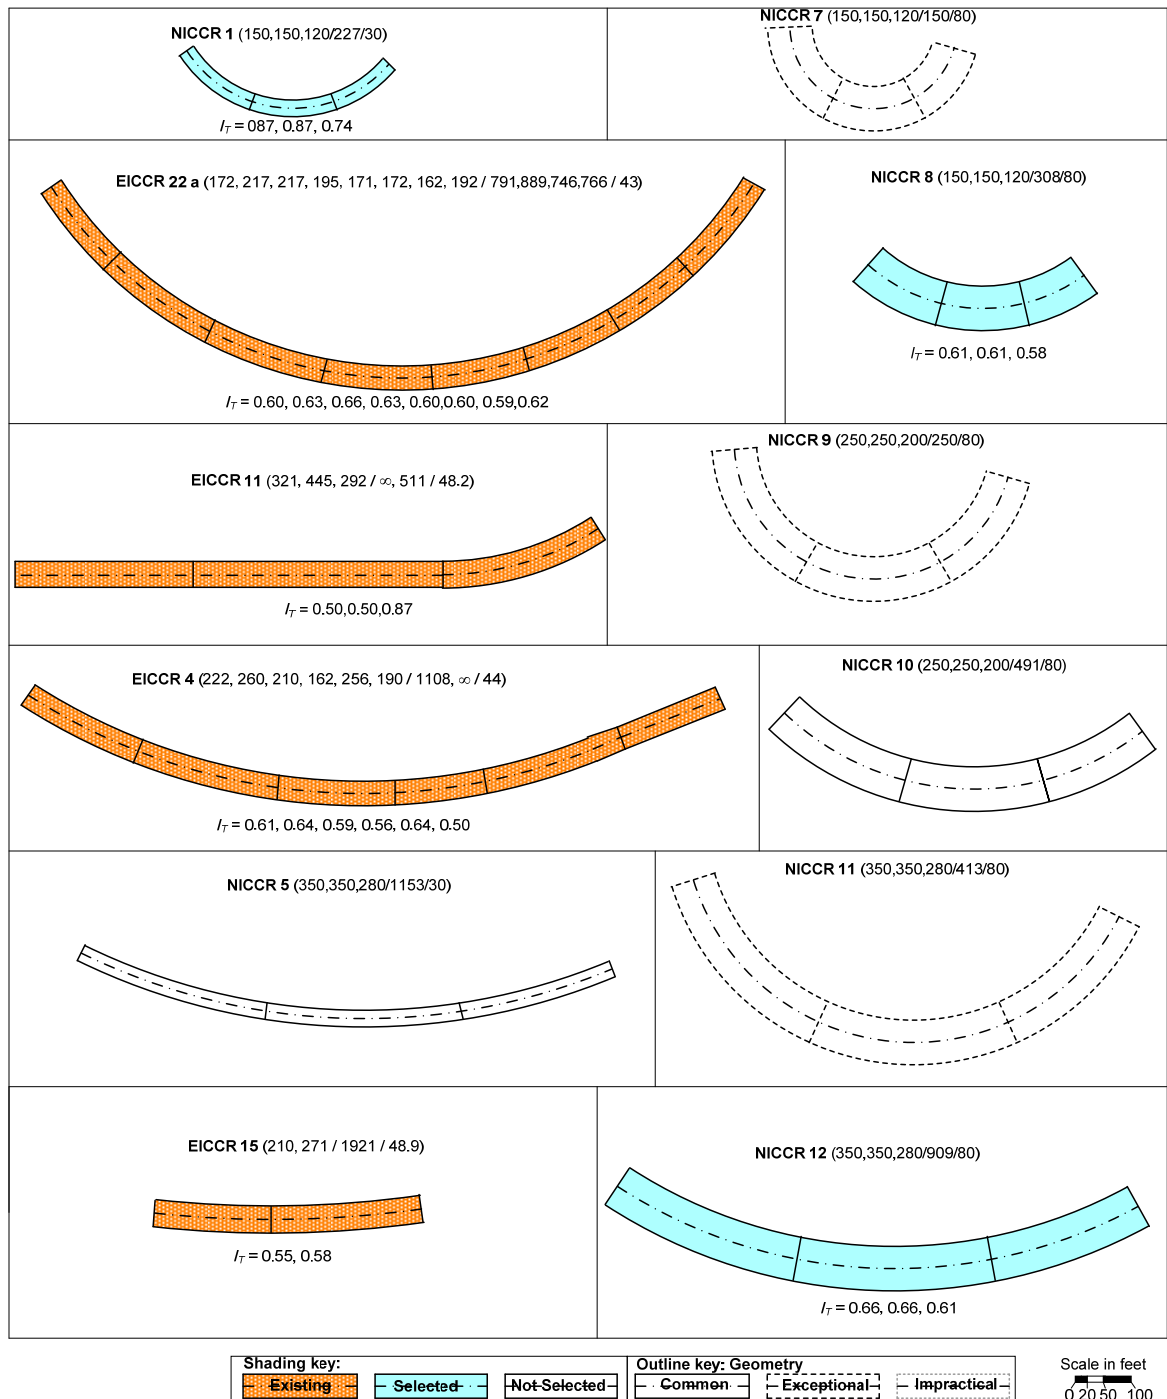 NICCR 1 (150,150,120/227/30)
I_T = 087, 0.87, 0.74
NICCR 7 (150,150,120/150/80)
EICCR 22 a (172, 217, 217, 195, 171, 172, 162, 192 / 791,889,746,766 / 43)
I_T = 0.60, 0.63, 0.66, 0.63, 0.60,0.60, 0.59,0.62
NICCR 8 (150,150,120/308/80)
I_T = 0.61, 0.61, 0.58
EICCR 11 (321, 445, 292 / ∞, 511 / 48.2)
I_T = 0.50,0.50,0.87
NICCR 9 (250,250,200/250/80)
EICCR 4 (222, 260, 210, 162, 256, 190 / 1108, ∞ / 44)
I_T = 0.61, 0.64, 0.59, 0.56, 0.64, 0.50
NICCR 10 (250,250,200/491/80)
NICCR 5 (350,350,280/1153/30)
NICCR 11 (350,350,280/413/80)
EICCR 15 (210, 271 / 1921 / 48.9)
I_T = 0.55, 0.58
NICCR 12 (350,350,280/909/80)
I_T = 0.66, 0.66, 0.61
Shading key:
Existing
Selected
Not Selected
Outline key: Geometry
Common
Exceptional
Impractical
Scale in feet
0 20 50 100